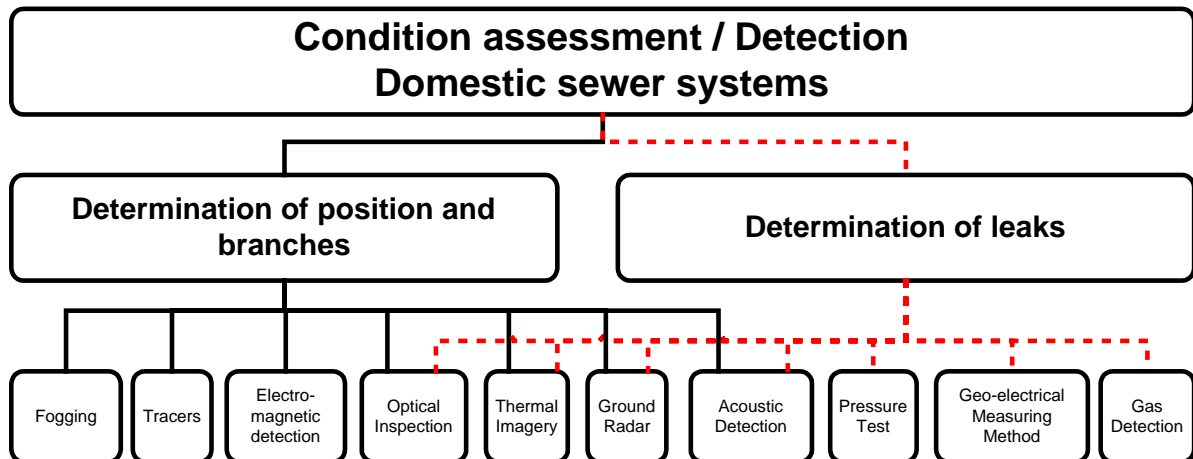 Condition assessment / Detection
Domestic sewer systems
Determination of position and
branches
Determination of leaks
Fogging
Tracers
Electro-
magnetic
detection
Optical
Inspection
Thermal
Imagery
Ground
Radar
Acoustic
Detection
Pressure
Test
Geo-electrical
Measuring
Method
Gas
Detection